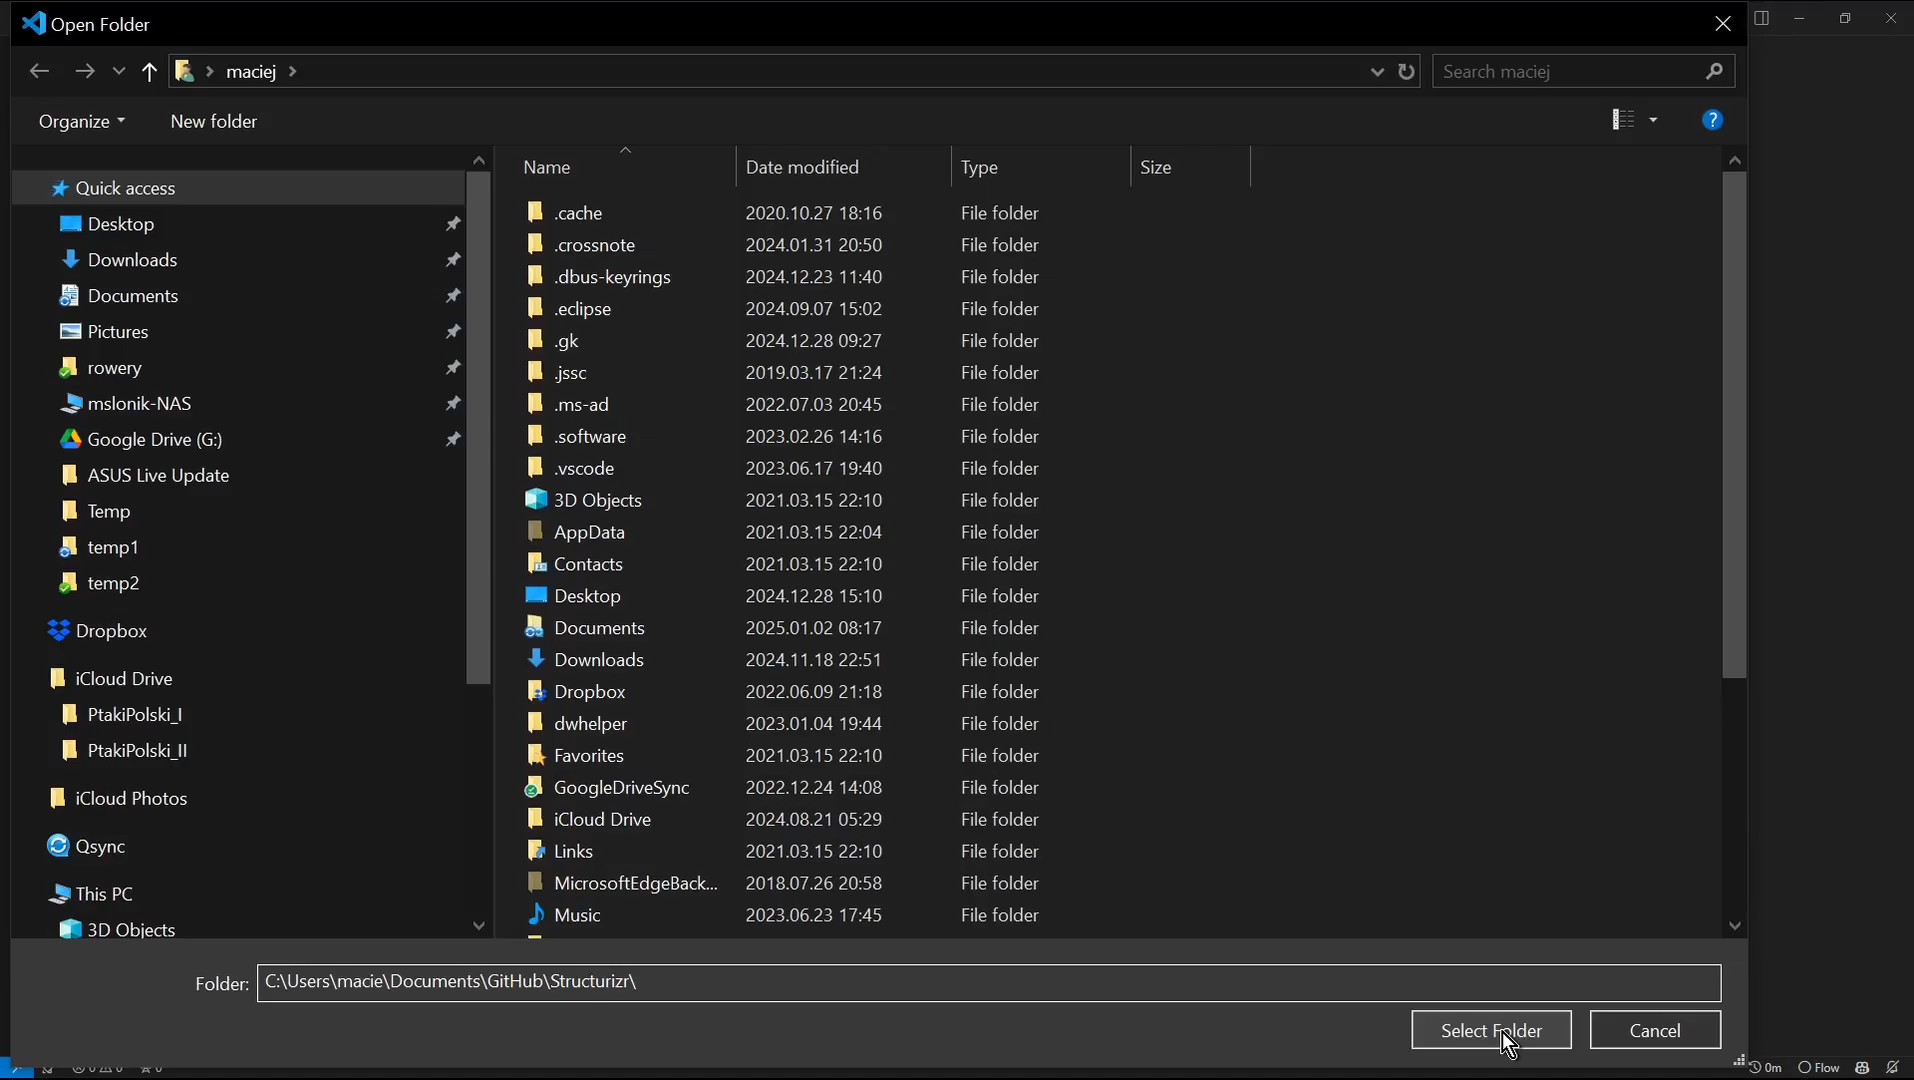 Open Folder
maciej
Search maciej
Organize
New folder
?
Name
Date modified
Type
Size
Quick access
Desktop
Downloads
Documents
Pictures
rowery
mslonik-NAS
Google Drive (G:)
ASUS Live Update
Temp
temp1
temp2
Dropbox
iCloud Drive
PtakiPolski_I
PtakiPolski_II
iCloud Photos
Qsync
This PC
3D Objects
.cache 2020.10.27 18:16 File folder
.crossnote 2024.01.31 20:50 File folder
.dbus-keyrings 2024.12.23 11:40 File folder
.eclipse 2024.09.07 15:02 File folder
.gk 2024.12.28 09:27 File folder
.jssc 2019.03.17 21:24 File folder
.ms-ad 2022.07.03 20:45 File folder
.software 2023.02.26 14:16 File folder
.vscode 2023.06.17 19:40 File folder
3D Objects 2021.03.15 22:10 File folder
AppData 2021.03.15 22:04 File folder
Contacts 2021.03.15 22:10 File folder
Desktop 2024.12.28 15:10 File folder
Documents 2025.01.02 08:17 File folder
Downloads 2024.11.18 22:51 File folder
Dropbox 2022.06.09 21:18 File folder
dwhelper 2023.01.04 19:44 File folder
Favorites 2021.03.15 22:10 File folder
GoogleDriveSync 2022.12.24 14:08 File folder
iCloud Drive 2024.08.21 05:29 File folder
Links 2021.03.15 22:10 File folder
MicrosoftEdgeBack... 2018.07.26 20:58 File folder
Music 2023.06.23 17:45 File folder
Folder: C:\Users\macie\Documents\GitHub\Structurizr\
Select Folder
Cancel
0m
Flow